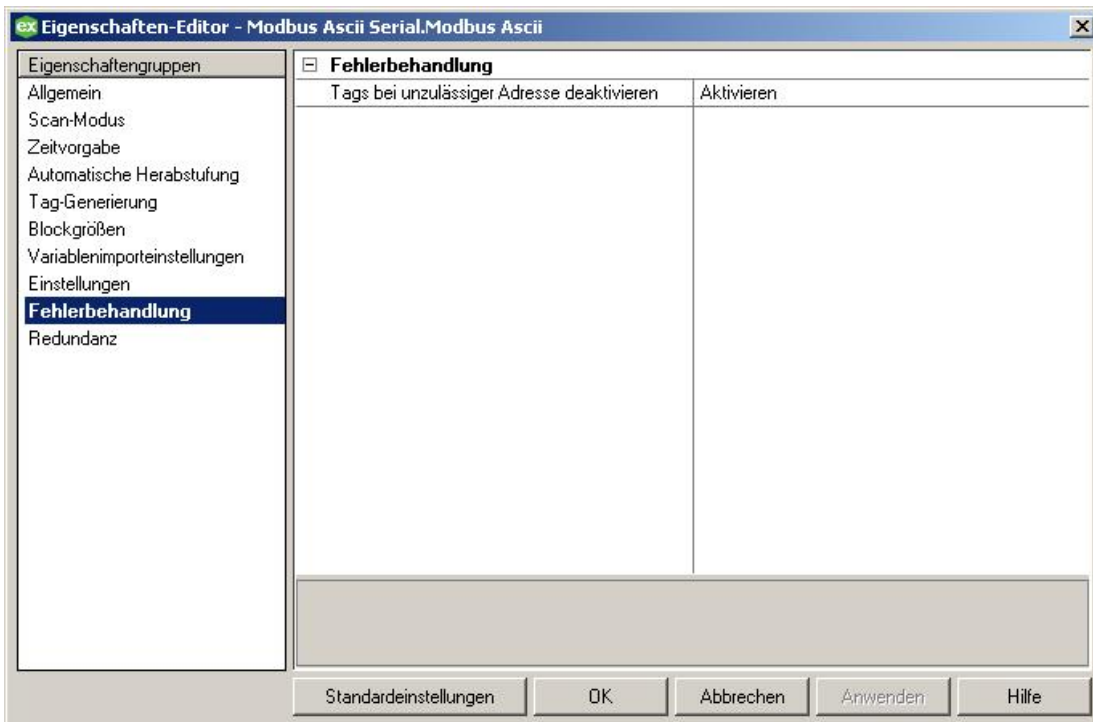 ex Eigenschaften-Editor - Modbus Ascii Serial.Modbus Ascii
Eigenschaftengruppen
Allgemein
Scan-Modus
Zeitvorgabe
Automatische Herabstufung
Tag-Generierung
Blockgrößen
Variablenimporteinstellungen
Einstellungen
Fehlerbehandlung
Redundanz
Fehlerbehandlung
Tags bei unzulässiger Adresse deaktivieren Aktivieren
Standardeinstellungen OK Abbrechen Anwenden Hilfe